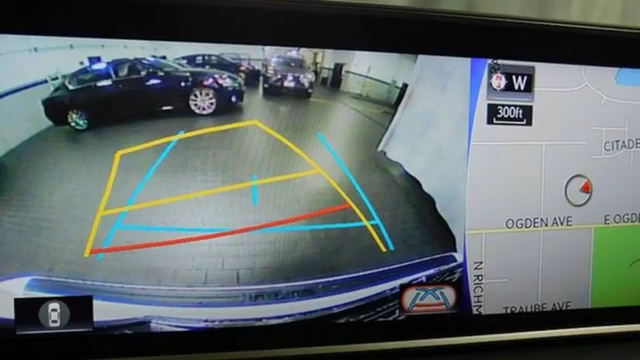 N W
300ft
CITADE
OGDEN AVE
E OGDE
N RICHM
TRAUBE AVE